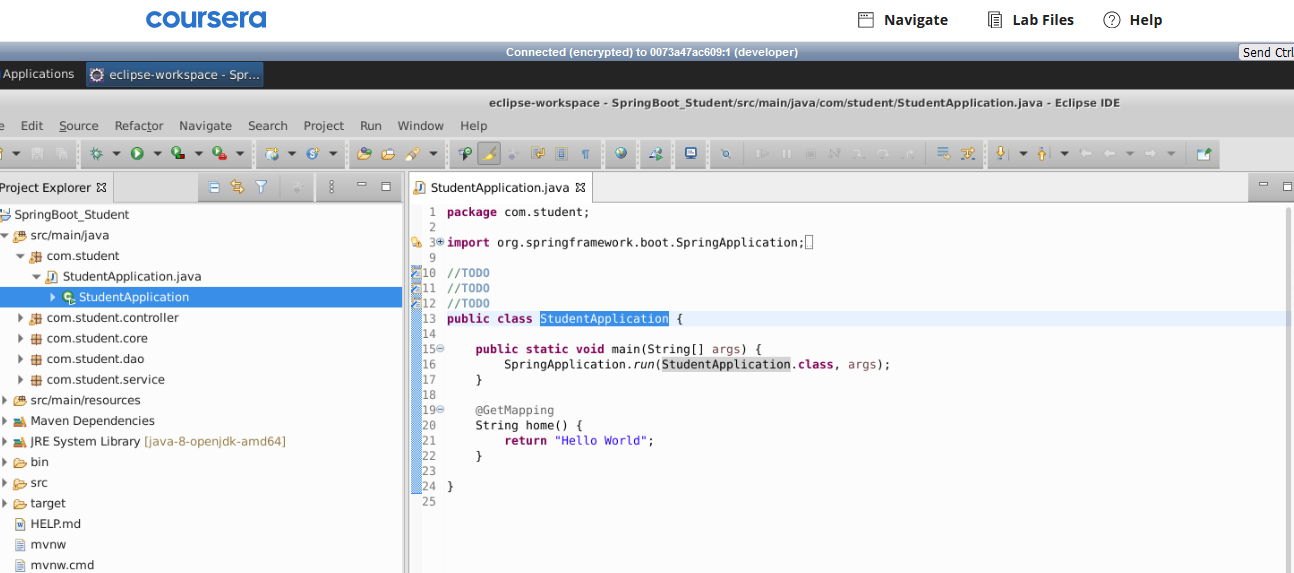 coursera
Navigate
Lab Files
Help
Connected (encrypted) to 0073a47ac609:1 (developer)
Send Ctrl
Applications
eclipse-workspace - Spr...
eclipse-workspace - SpringBoot_Student/src/main/java/com/student/StudentApplication.java - Eclipse IDE
e Edit Source Refactor Navigate Search Project Run Window Help
Project Explorer
StudentApplication.java
SpringBoot_Student
src/main/java
com.student
StudentApplication.java
StudentApplication
com.student.controller
com.student.core
com.student.dao
com.student.service
src/main/resources
Maven Dependencies
JRE System Library [java-8-openjdk-amd64]
bin
src
target
HELP.md
mvnw
mvnw.cmd
1 package com.student;
2
3 import org.springframework.boot.SpringApplication;
9
10 //TODO
11 //TODO
12 //TODO
13 public class StudentApplication {
14
15 public static void main(String[] args) {
16 SpringApplication.run(StudentApplication.class, args);
17 }
18
19 @GetMapping
20 String home() {
21 return "Hello World";
22 }
23
24 }
25